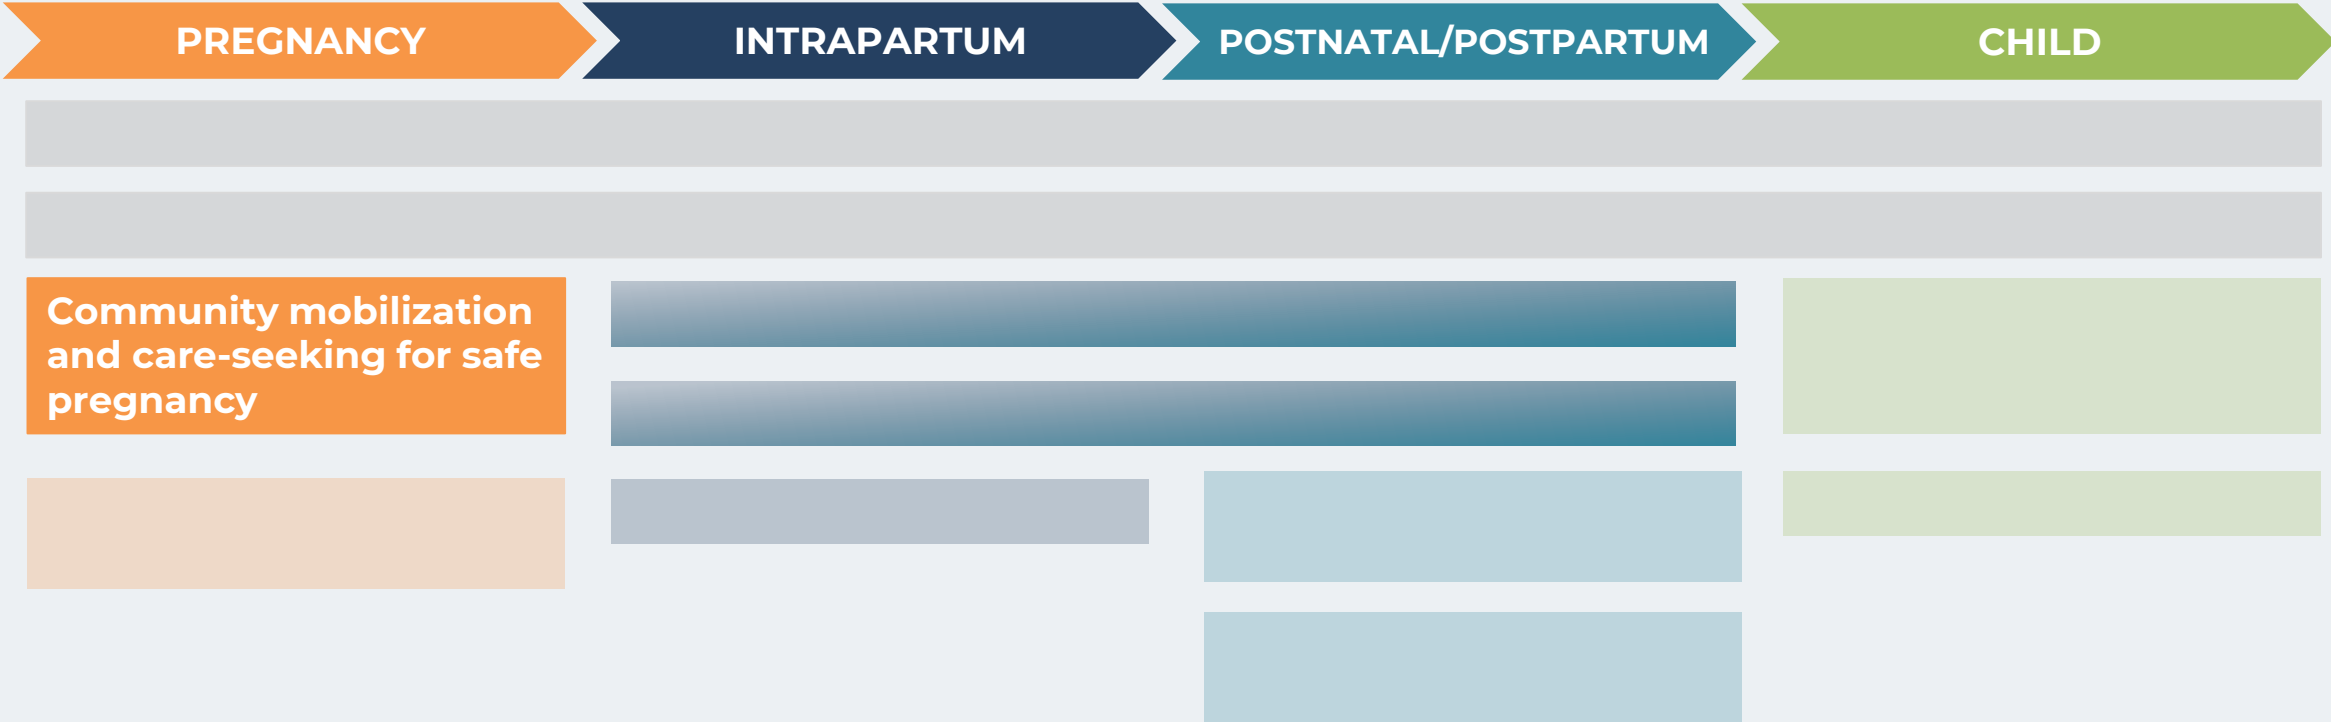 PREGNANCY
INTRAPARTUM
POSTNATAL/POSTPARTUM
CHILD
Community mobilization
and care-seeking for safe
pregnancy